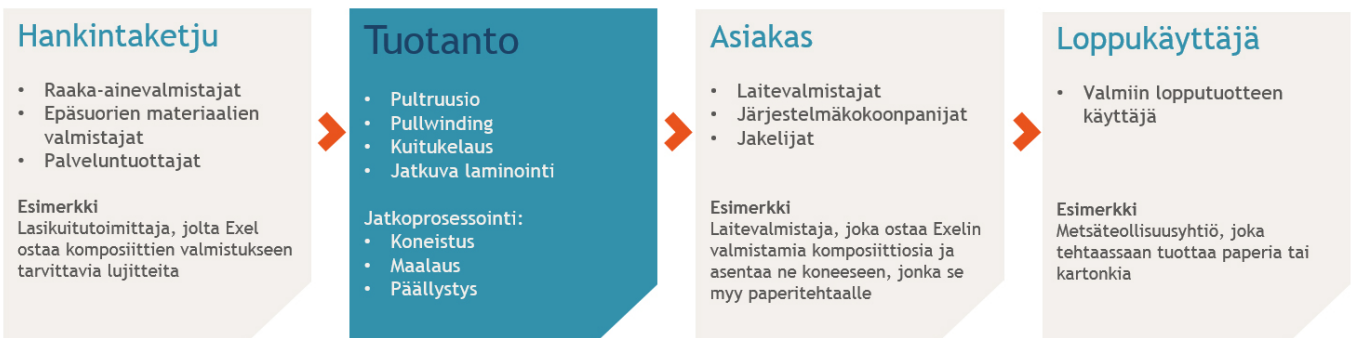 Hankintaketju
• Raaka-ainevalmistajat
• Epäsuorien materiaalien
valmistajat
• Palveluntuottajat
Esimerkki
Lasikuitutoimittaja, jolta Exel
ostaa komposiittien valmistukseen
tarvittavia lujitteita
Tuotanto
• Pultruusio
• Pullwinding
• Kuitukelaus
• Jatkuva laminointi
Jatkoprosessointi:
• Koneistus
• Maalaus
• Päällystys
Asiakas
• Laitevalmistajat
• Järjestelmäkokoonpanijat
• Jakelijat
Esimerkki
Laitevalmistaja, joka ostaa Exelin
valmistamia komposiittiosia ja
asentaa ne koneeseen, jonka se
myy paperitehtaalle
Loppukäyttäjä
• Valmiin lopputuotteen
käyttäjä
Esimerkki
Metsäteollisuusyhtiö, joka
tehtaassaan tuottaa paperia tai
kartonkia